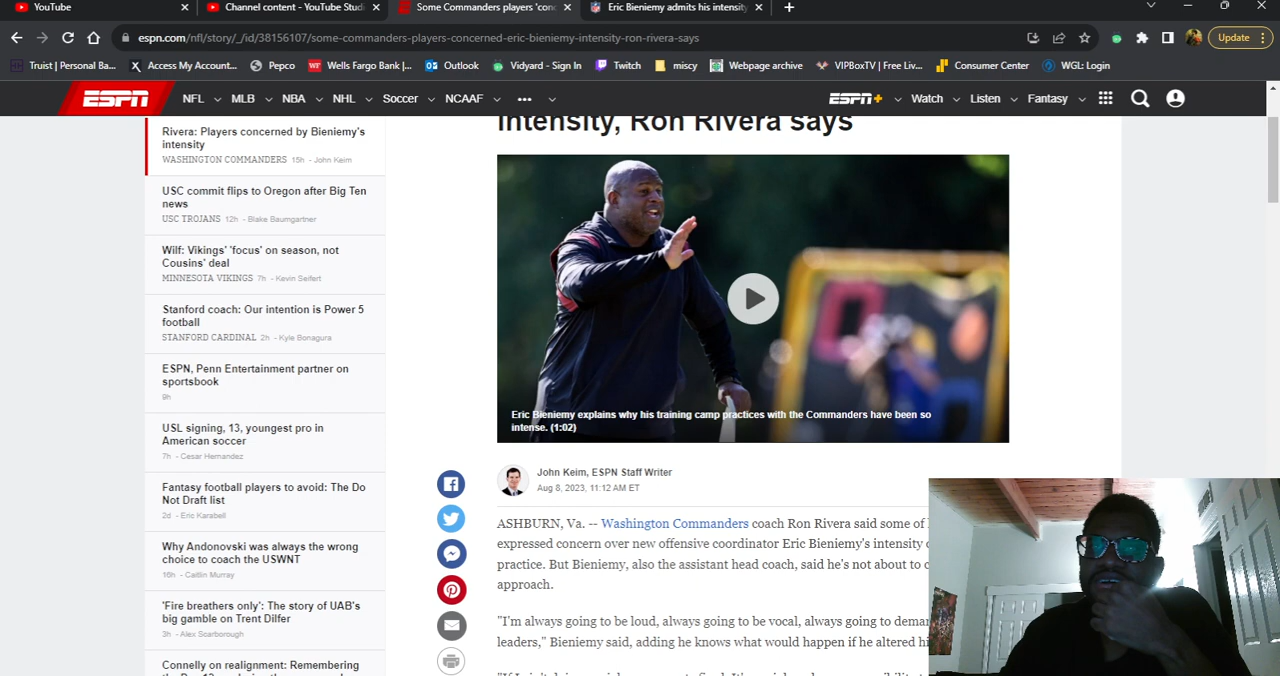 YouTube
Channel content - YouTube Studi
Some Commanders players 'conc
Eric Bieniemy admits his intensity
espn.com/nfl/story/_/id/38156107/some-commanders-players-concerned-eric-bieniemy-intensity-ron-rivera-says
Update
Truist | Personal Ba... Access My Account... Pepco Wells Fargo Bank |... Outlook Vidyard - Sign In Twitch miscy Webpage archive VIPBoxTV | Free Liv... Consumer Center WGL: Login
ESPN NFL MLB NBA NHL Soccer NCAAF ••• ESPN+ Watch Listen Fantasy
Rivera: Players concerned by Bieniemy's
intensity
WASHINGTON COMMANDERS 15h - John Keim
USC commit flips to Oregon after Big Ten
news
USC TROJANS 12h - Blake Baumgartner
Wilf: Vikings' 'focus' on season, not
Cousins' deal
MINNESOTA VIKINGS 7h - Kevin Seifert
Stanford coach: Our intention is Power 5
football
STANFORD CARDINAL 2h - Kyle Bonagura
ESPN, Penn Entertainment partner on
sportsbook
9h
USL signing, 13, youngest pro in
American soccer
7h - Cesar Hernandez
Fantasy football players to avoid: The Do
Not Draft list
2d - Eric Karabell
Why Andonovski was always the wrong
choice to coach the USWNT
16h - Caitlin Murray
'Fire breathers only': The story of UAB's
big gamble on Trent Dilfer
3h - Alex Scarborough
Connelly on realignment: Remembering
intensity, Ron Rivera says
Eric Bieniemy explains why his training camp practices with the Commanders have been so
intense. (1:02)
John Keim, ESPN Staff Writer
Aug 8, 2023, 11:12 AM ET
ASHBURN, Va. -- Washington Commanders coach Ron Rivera said some of
expressed concern over new offensive coordinator Eric Bieniemy's intensity
practice. But Bieniemy, also the assistant head coach, said he's not about to
approach.
"I'm always going to be loud, always going to be vocal, always going to
leaders," Bieniemy said, adding he knows what would happen if he altered